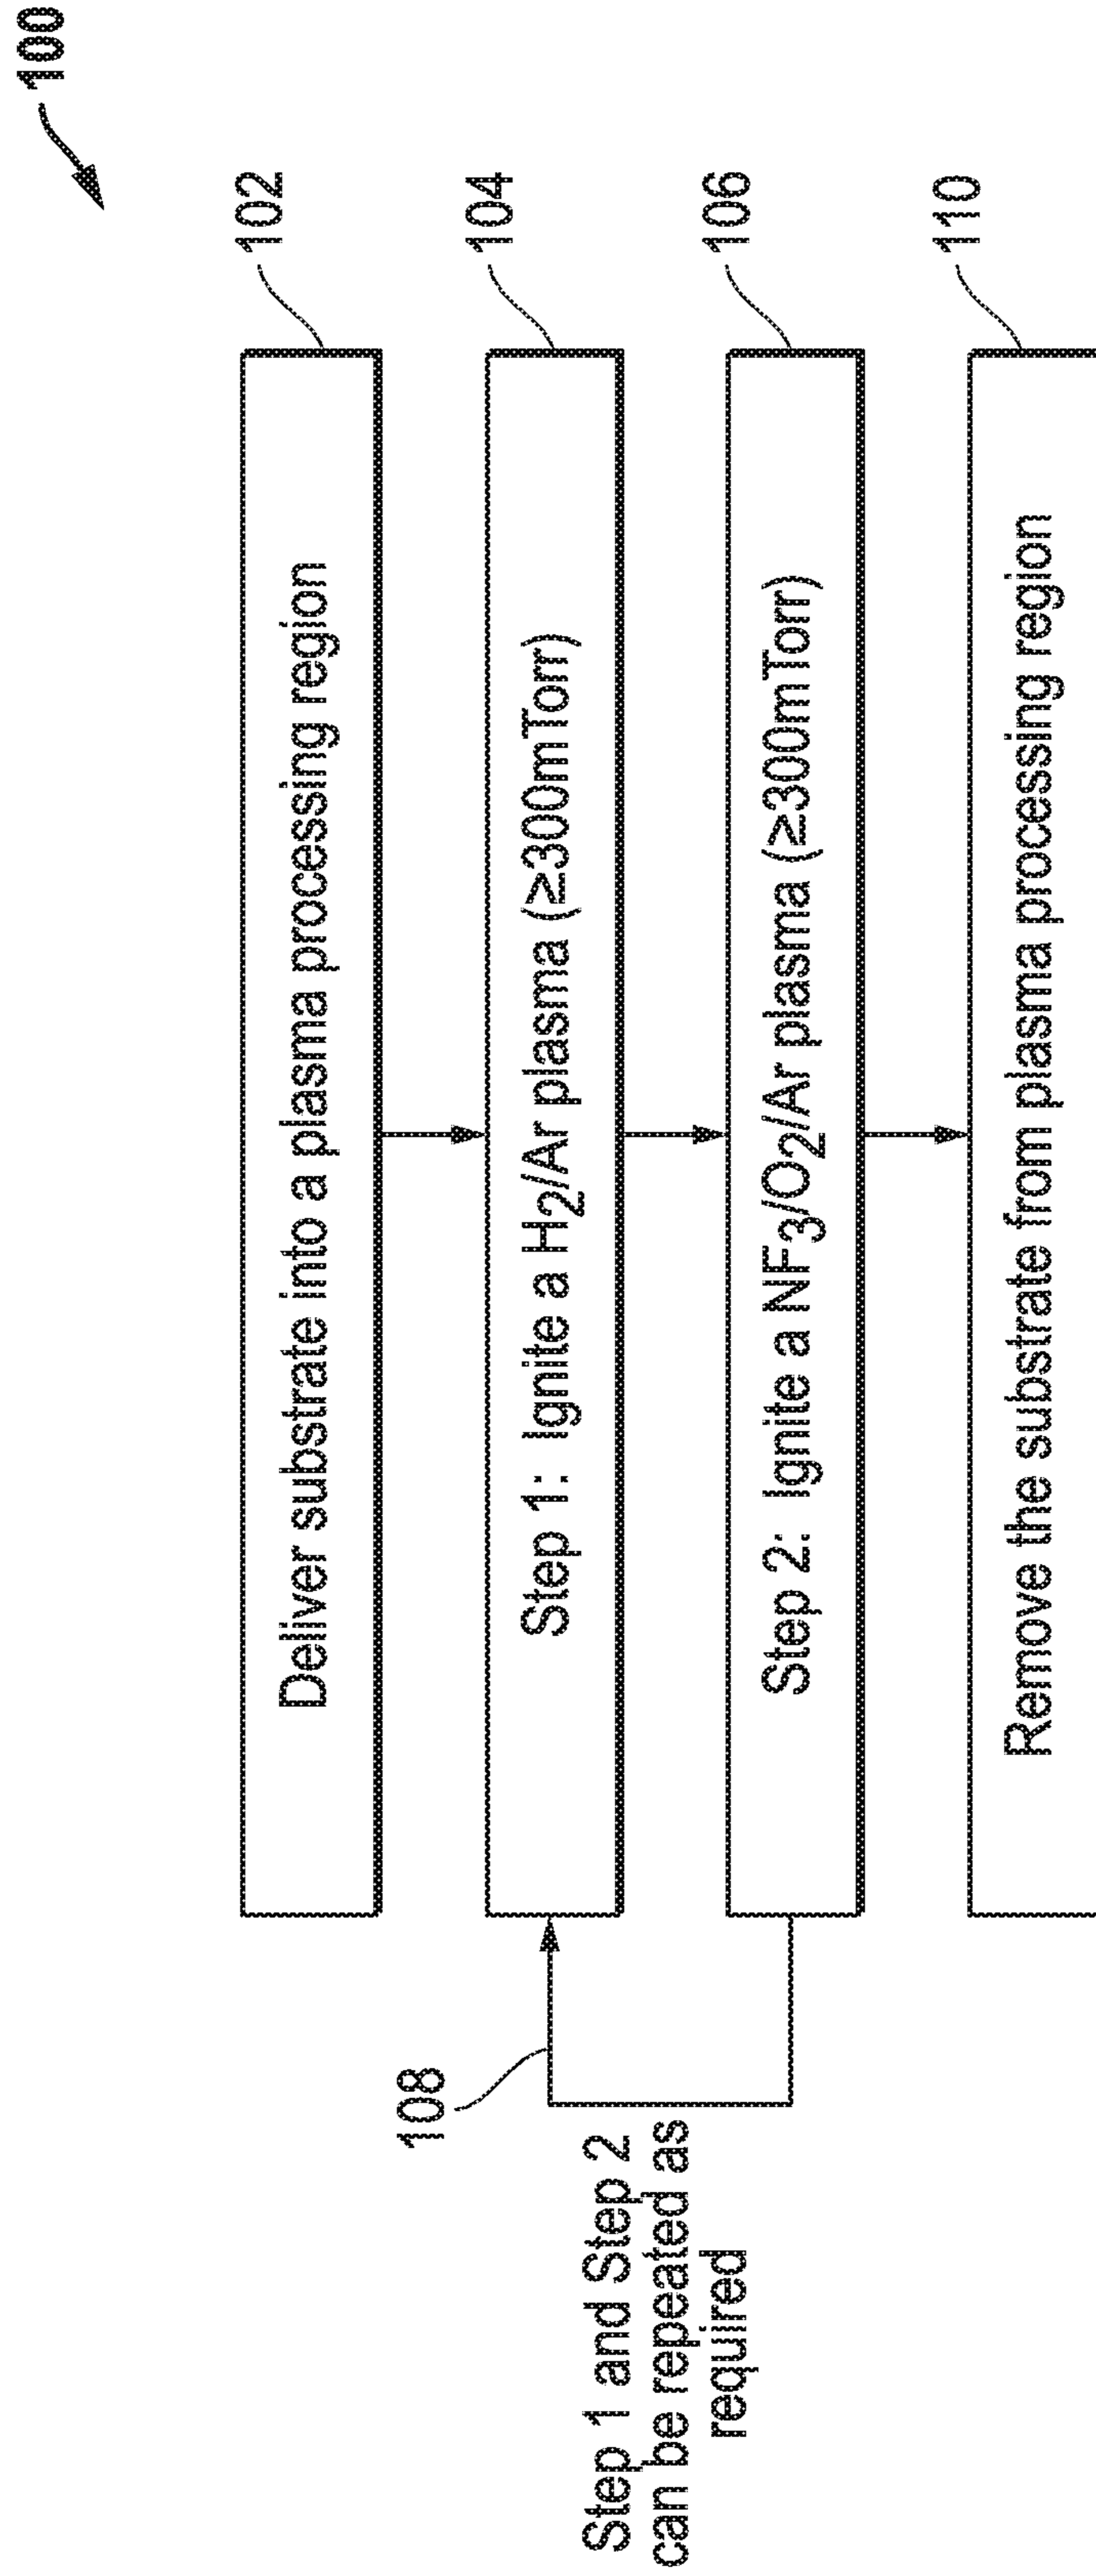 100
Deliver substrate into a plasma processing region
102
Step 1: Ignite a H₂/Ar plasma (≥300mTorr)
104
108
Step 1 and Step 2
can be repeated as
required
Step 2: Ignite a NF₃/O₂/Ar plasma (≥300mTorr)
106
Remove the substrate from plasma processing region
110